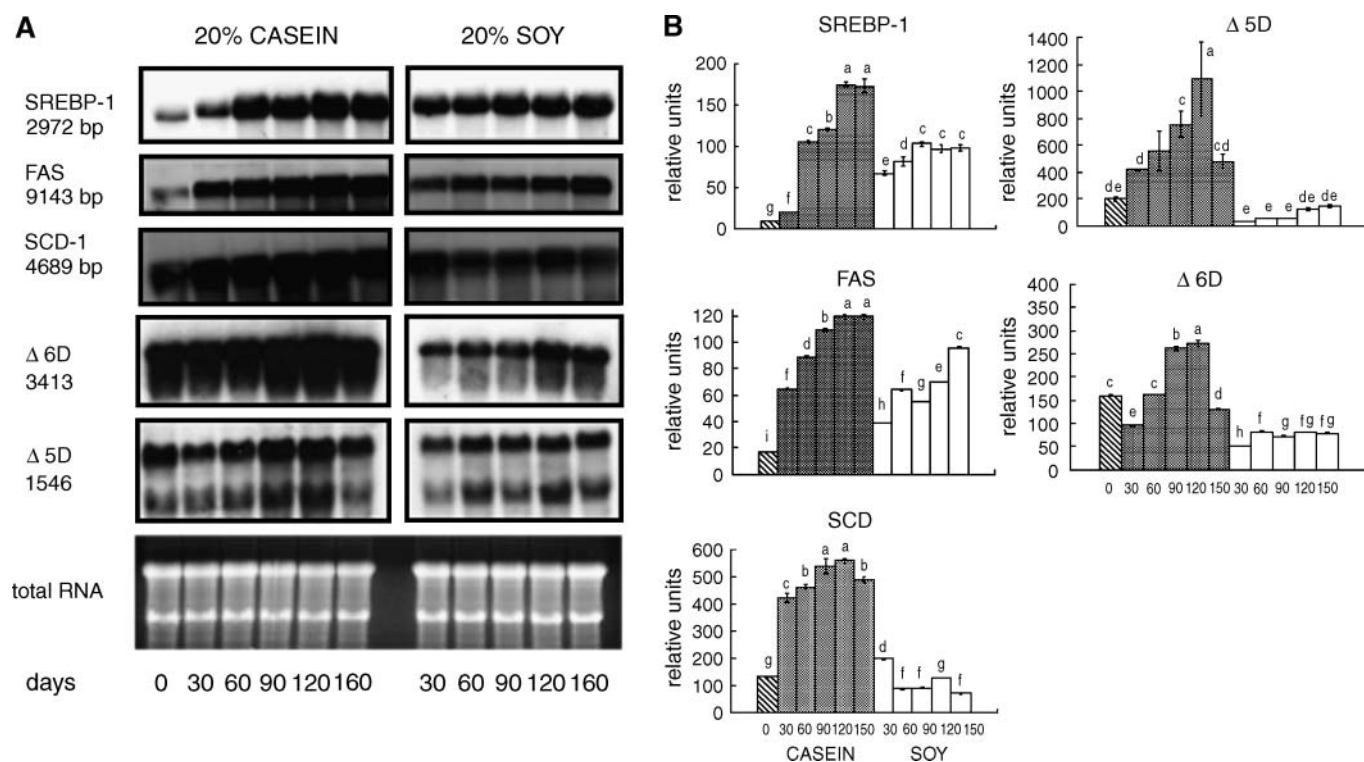 A
20% CASEIN
20% SOY
SREBP-1
2972 bp
FAS
9143 bp
SCD-1
4689 bp
Δ 6D
3413
Δ 5D
1546
total RNA
days 0 30 60 90 120 160 30 60 90 120 160
B
SREBP-1
relative units
200
150
100
50
0
g f c b a a e d c c c
Δ 5D
relative units
1400
1200
1000
800
600
400
200
0
de d c a cd e e e de de
FAS
relative units
120
100
80
60
40
20
0
i f d b a a h f g e c
Δ 6D
relative units
400
350
300
250
200
150
100
50
0
c e c b a d h f g fg fg
0 30 60 90 120 150 30 60 90 120 150
SCD
relative units
600
500
400
300
200
100
0
g c b a a b d f f g f
0 30 60 90 120 150 30 60 90 120 150
CASEIN SOY